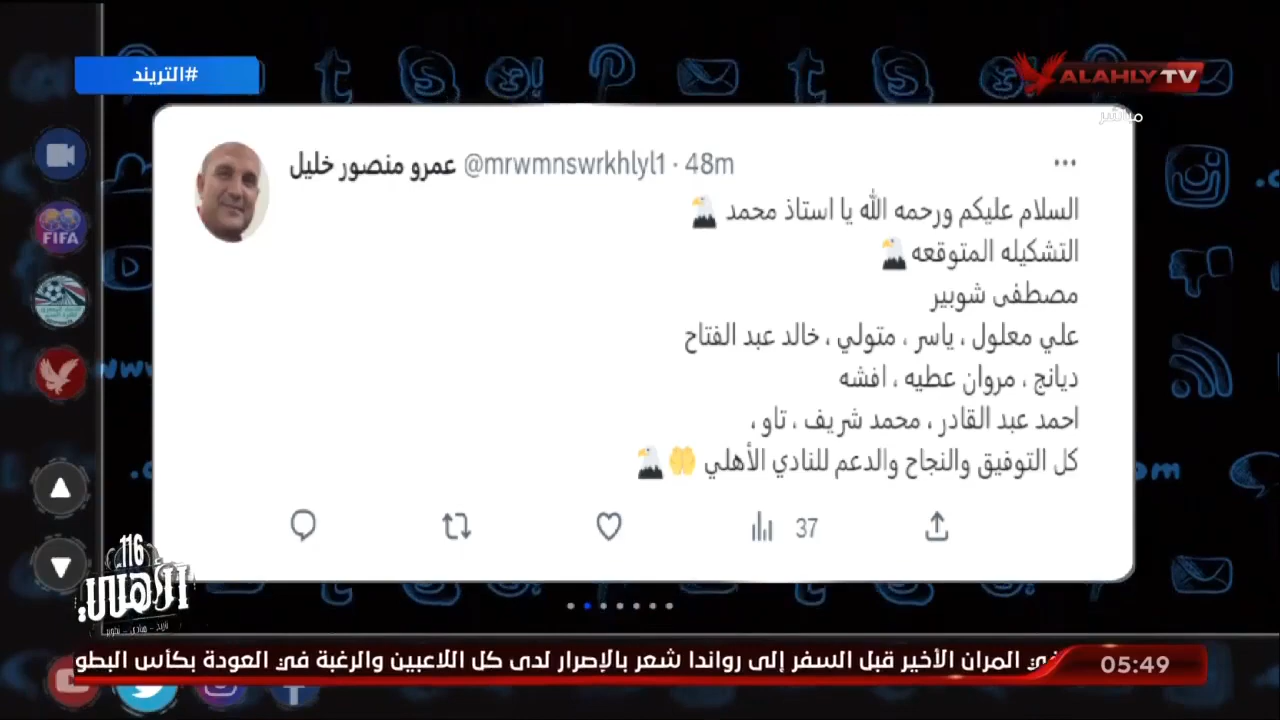 #التريند
ALAHLY TV
مباشر
عمرو منصور خليل @mrwmnswrkhlyl1 · 48m
السلام عليكم ورحمه الله يا استاذ محمد 🦅
التشكيله المتوقعه 🦅
مصطفى شوبير
علي معلول ، ياسر ، متولي ، خالد عبد الفتاح
ديانج ، مروان عطيه ، افشه
احمد عبد القادر ، محمد شريف ، تاو ،
كل التوفيق والنجاح والدعم للنادي الأهلي 🤲 🦅
37
FIFA
www
.com
116
الأهلي
في المران الأخير قبل السفر إلى رواندا شعر بالإصرار لدى كل اللاعبين والرغبة في العودة بكأس البطو
05:49